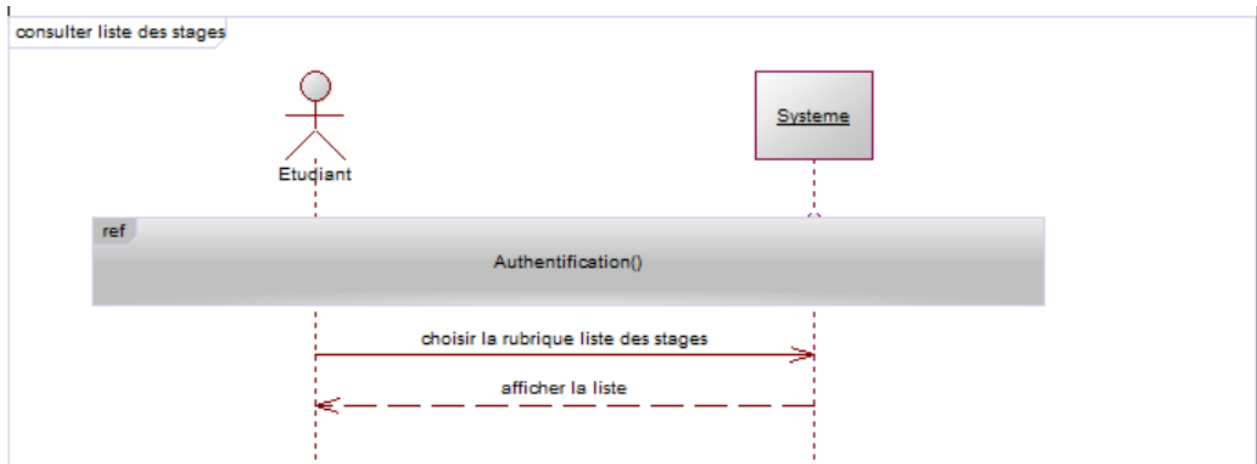 consulter liste des stages
Systeme
Etudiant
ref
Authentification()
choisir la rubrique liste des stages
afficher la liste